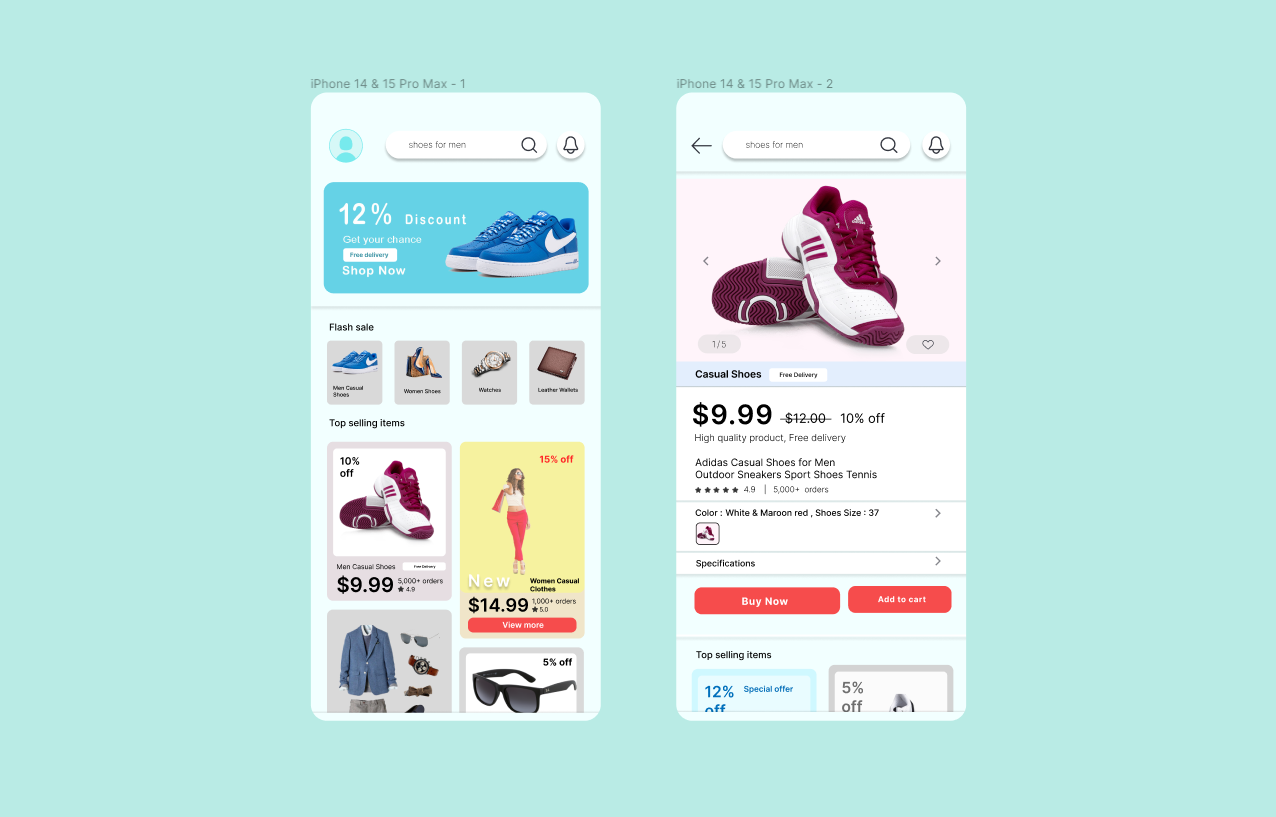 iPhone 14 & 15 Pro Max - 1
shoes for men
12% Discount
Get your chance
Free delivery
Shop Now
Flash sale
Men Casual
Shoes
Women Shoes
Watches
Leather Wallets
Top selling items
10%
off
Men Casual Shoes
Free Delivery
$9.99
5,000+ orders
4.9
15% off
New
Women Casual
Clothes
$14.99
1,000+ orders
5.0
View more
5% off
iPhone 14 & 15 Pro Max - 2
shoes for men
adidas
1/5
Casual Shoes
Free Delivery
$9.99 $12.00 10% off
High quality product, Free delivery
Adidas Casual Shoes for Men
Outdoor Sneakers Sport Shoes Tennis
4.9 | 5,000+ orders
Color : White & Maroon red , Shoes Size : 37
Specifications
Buy Now
Add to cart
Top selling items
12%
off
Special offer
5%
off